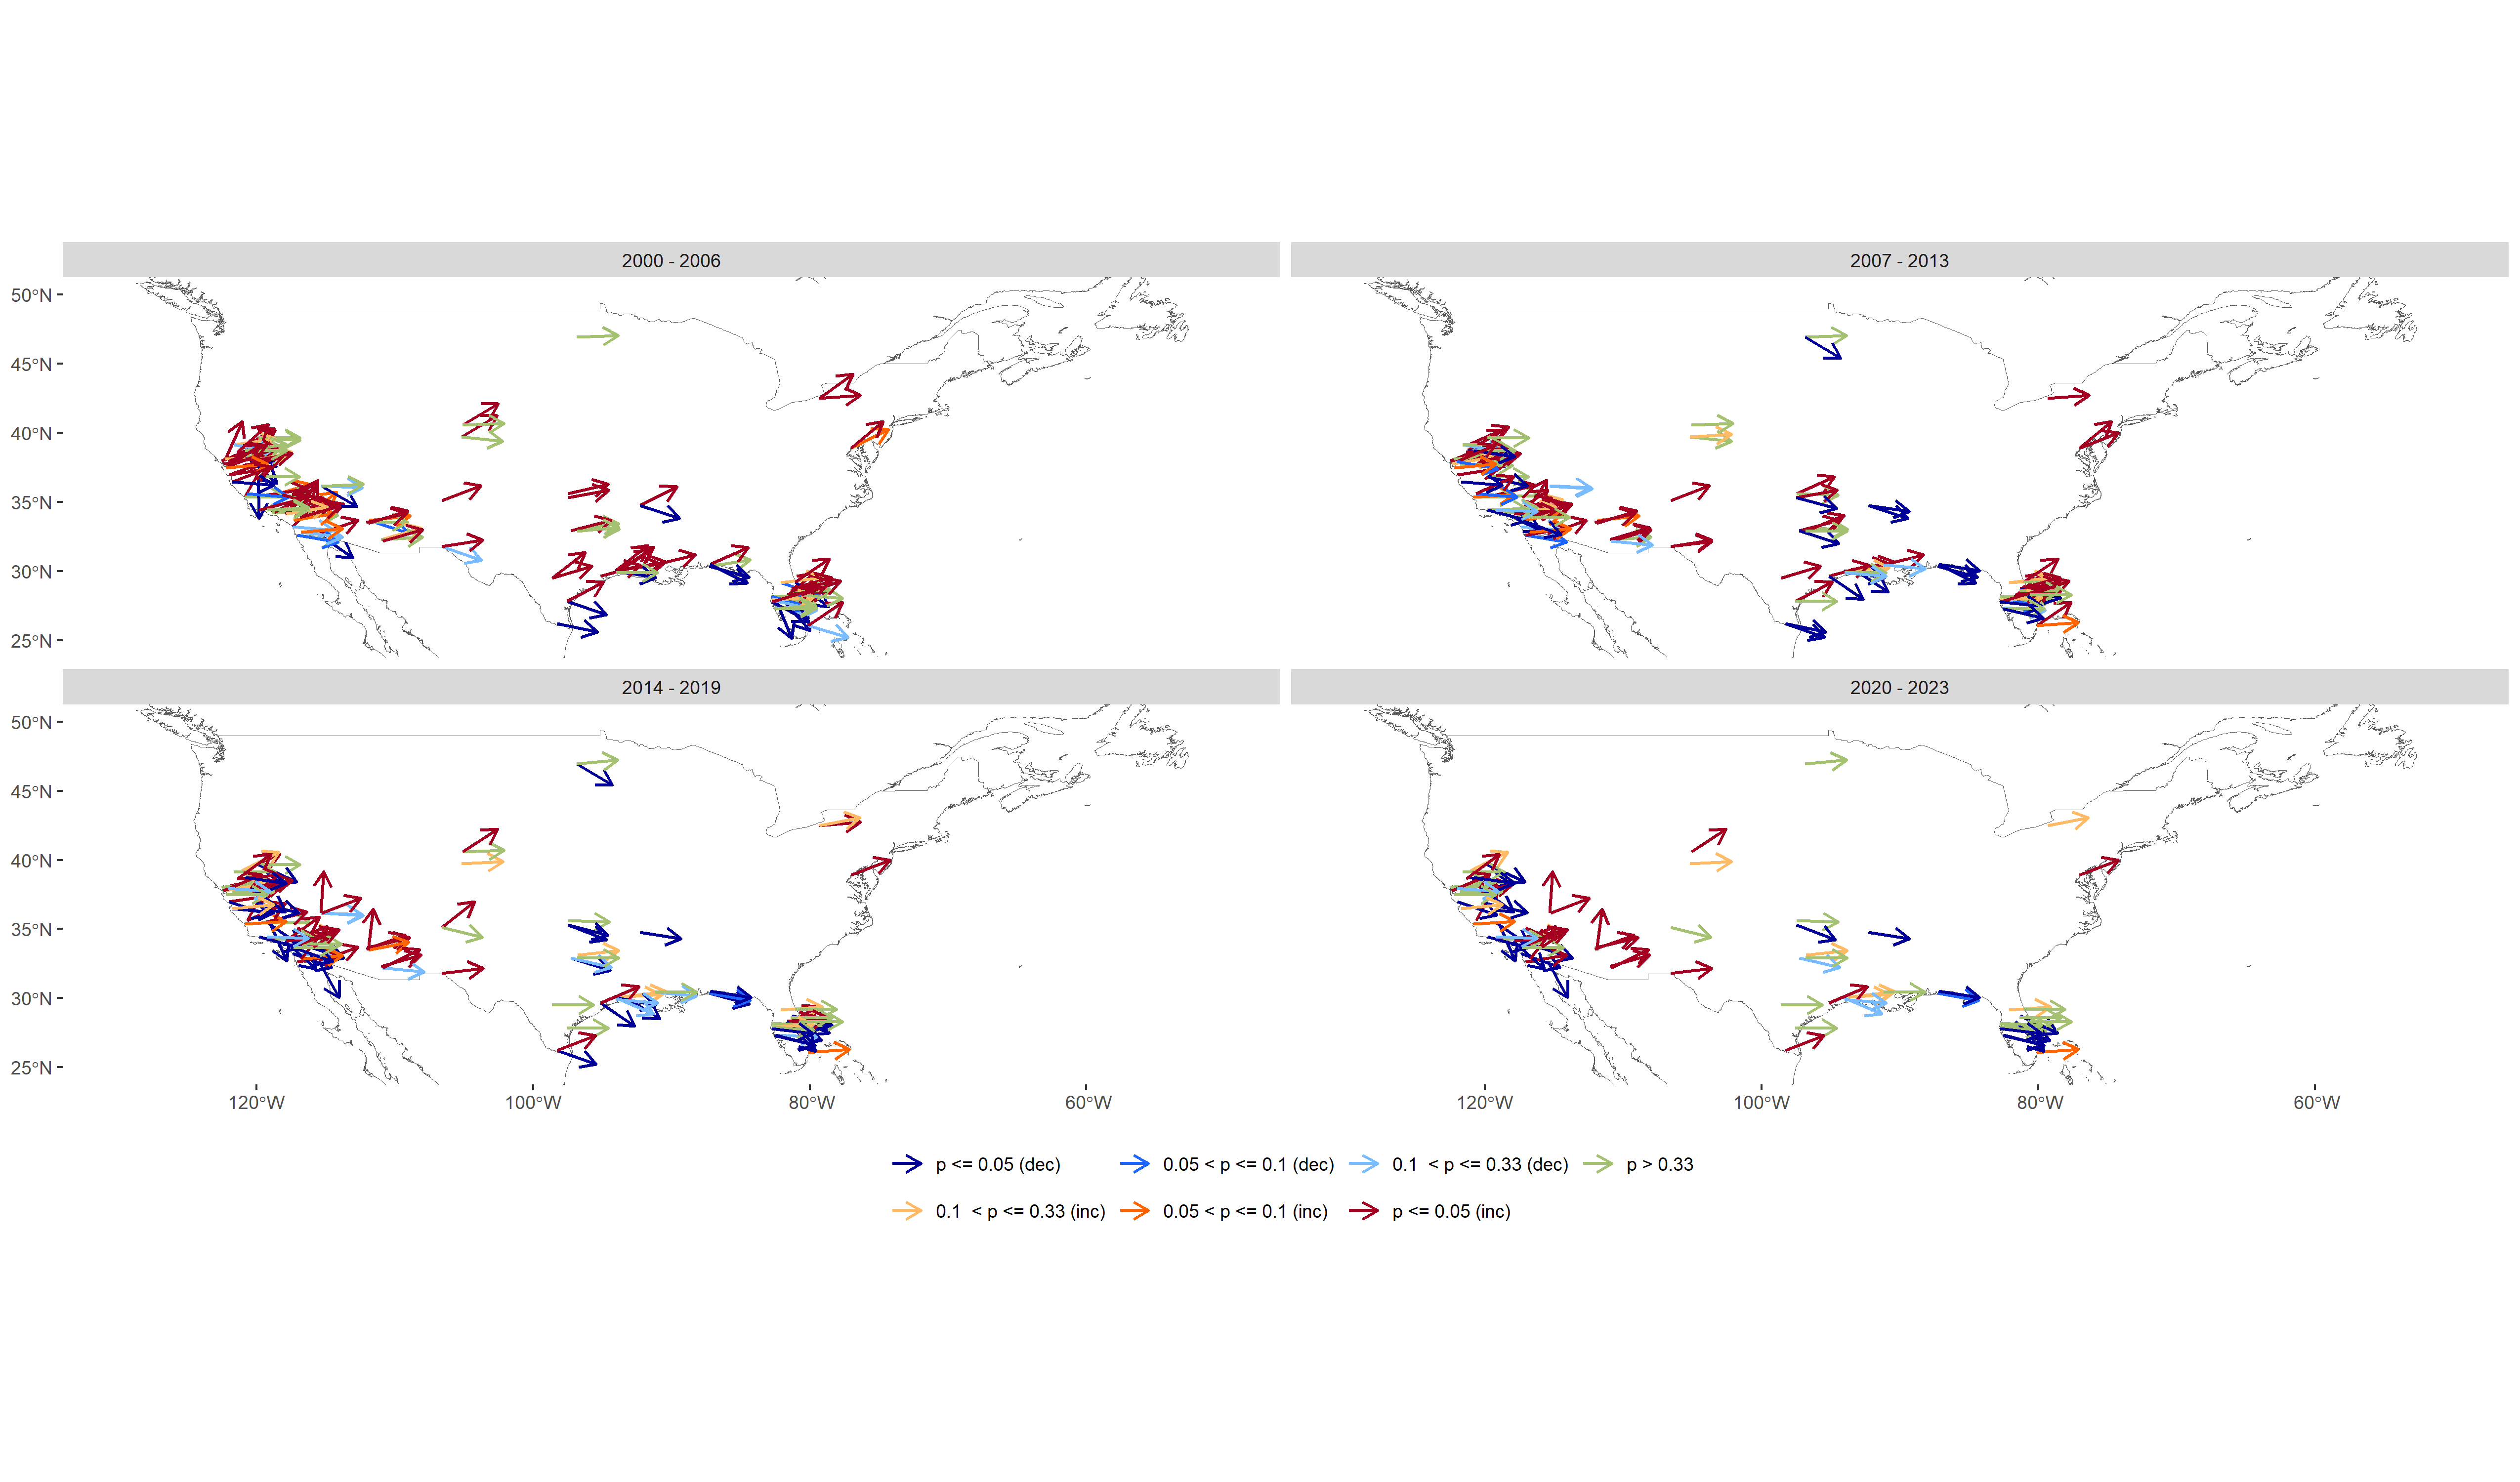 2000 - 2006
2007 - 2013
50°N
45°N
40°N
35°N
30°N
25°N
2014 - 2019
2020 - 2023
50°N
45°N
40°N
35°N
30°N
25°N
120°W 100°W 80°W 60°W
120°W 100°W 80°W 60°W
p <= 0.05 (dec) 0.05 < p <= 0.1 (dec) 0.1 < p <= 0.33 (dec) p > 0.33
0.1 < p <= 0.33 (inc) 0.05 < p <= 0.1 (inc) p <= 0.05 (inc)